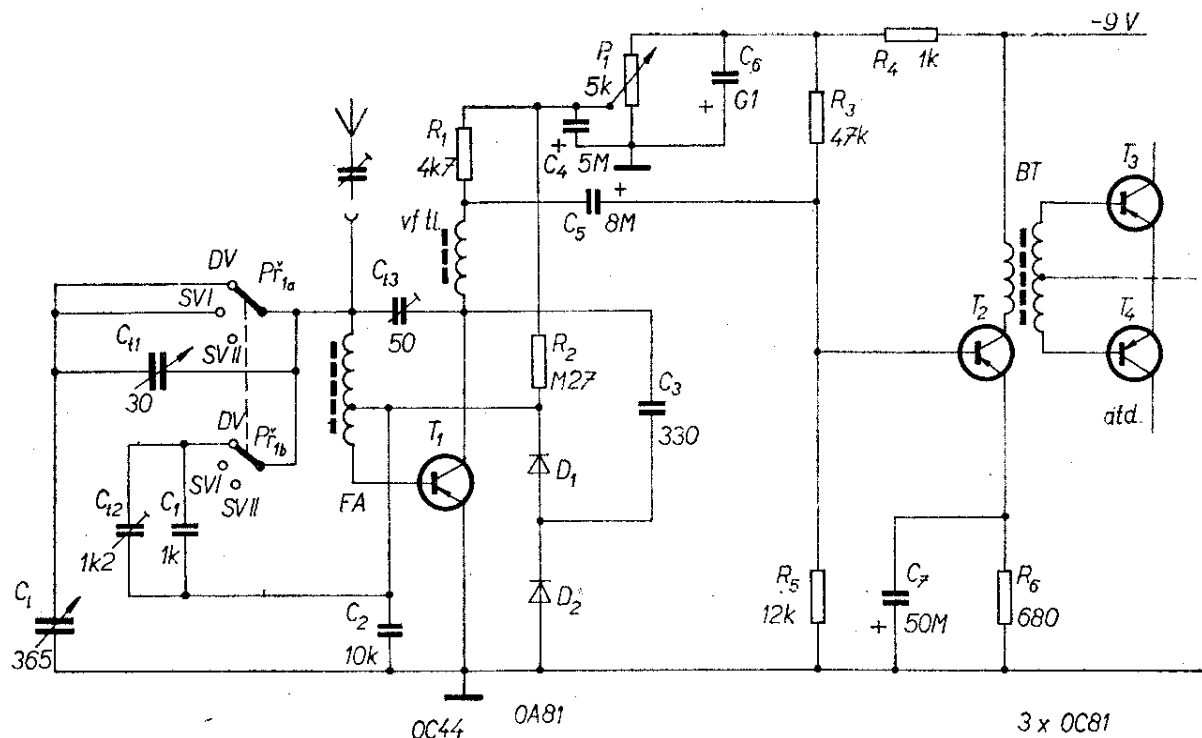 -9 V
P1
5k
C6
G1
R4 1k
R1
4k7
C4
5M
R3
47k
BT
T3
vf tl.
C5
8M
DV
Př1a
Ct3
50
SVI
Ct1
SVII
30
R2
M27
T2
T4
C3
330
DV
Př1b
T1
atd.
SVI
SVII
Ct2
C1
1k2
1k
FA
D1
C1
365
C2
10k
D2
R5
12k
C7
50M
R6
680
OC44
OA81
3 x OC81